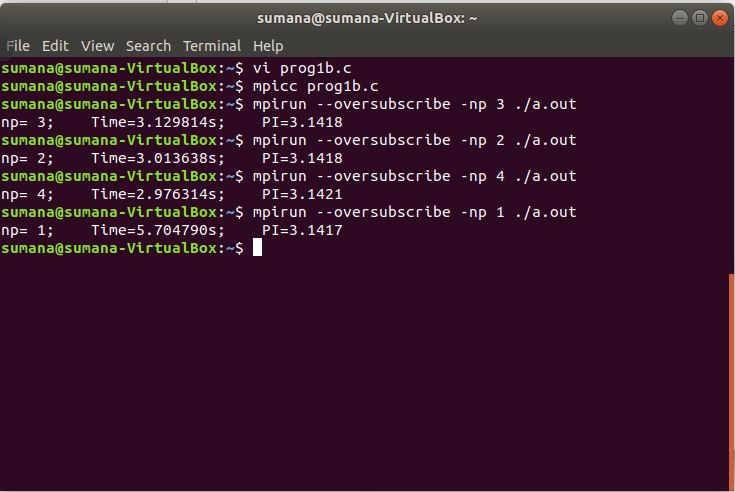 sumana@sumana-VirtualBox: ~
File Edit View Search Terminal Help
sumana@sumana-VirtualBox:~$ vi prog1b.c
sumana@sumana-VirtualBox:~$ mpicc prog1b.c
sumana@sumana-VirtualBox:~$ mpirun --oversubscribe -np 3 ./a.out
np= 3;    Time=3.129814s;    PI=3.1418
sumana@sumana-VirtualBox:~$ mpirun --oversubscribe -np 2 ./a.out
np= 2;    Time=3.013638s;    PI=3.1418
sumana@sumana-VirtualBox:~$ mpirun --oversubscribe -np 4 ./a.out
np= 4;    Time=2.976314s;    PI=3.1421
sumana@sumana-VirtualBox:~$ mpirun --oversubscribe -np 1 ./a.out
np= 1;    Time=5.704790s;    PI=3.1417
sumana@sumana-VirtualBox:~$